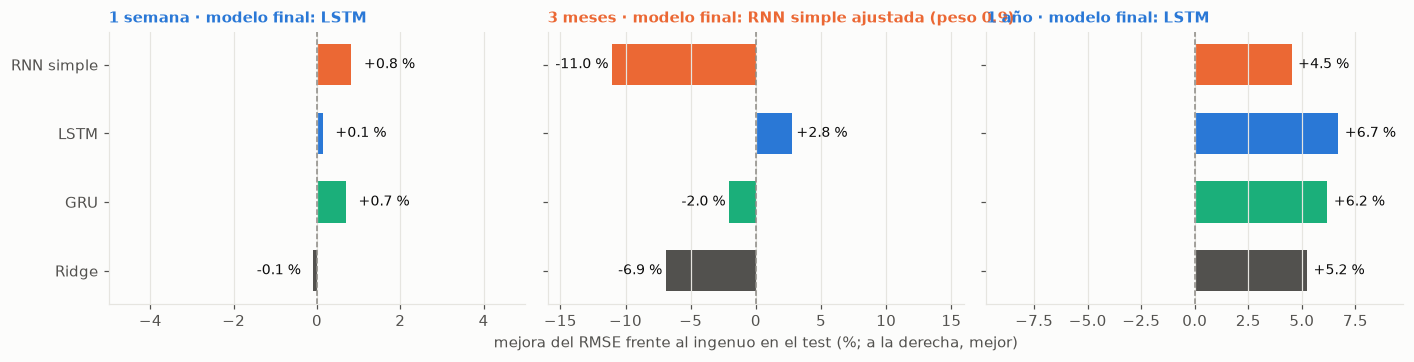 1 semana · modelo final: LSTM
3 meses · modelo final: RNN simple ajustada (peso 0.9)
1 año · modelo final: LSTM
RNN simple
LSTM
GRU
Ridge
+0.8 %
+0.1 %
+0.7 %
-0.1 %
-11.0 %
+2.8 %
-2.0 %
-6.9 %
+4.5 %
+6.7 %
+6.2 %
+5.2 %
−4 −2 0 2 4
−15 −10 −5 0 5 10 15
−7.5 −5.0 −2.5 0.0 2.5 5.0 7.5
mejora del RMSE frente al ingenuo en el test (%; a la derecha, mejor)